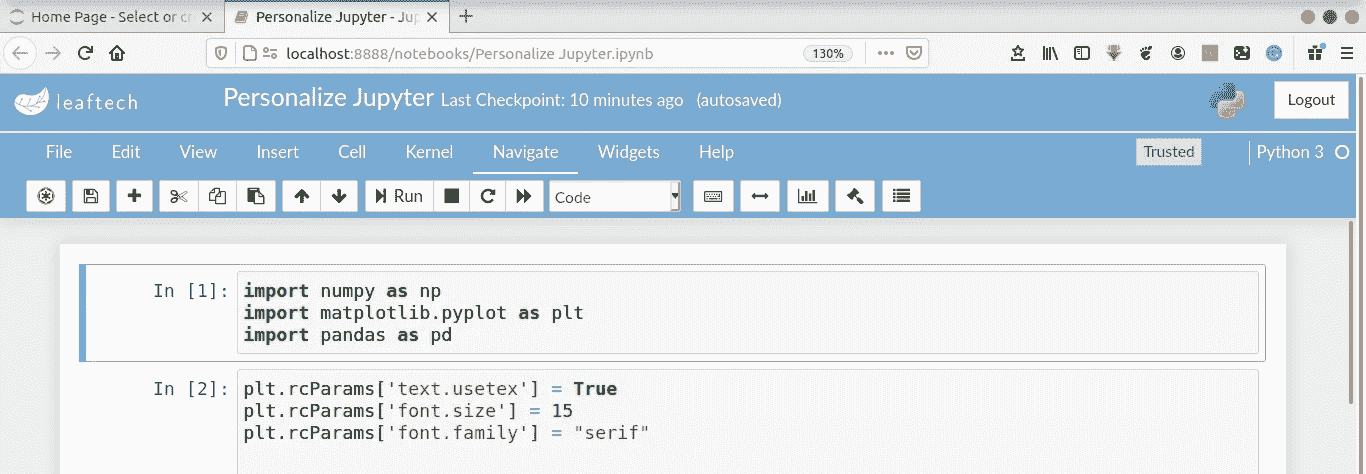 Home Page - Select or cr
Personalize Jupyter - Jup
localhost:8888/notebooks/Personalize Jupyter.ipynb
130%
leaftech
Personalize Jupyter Last Checkpoint: 10 minutes ago (autosaved)
Logout
File Edit View Insert Cell Kernel Navigate Widgets Help
Trusted
Python 3
Run
Code
In [1]: import numpy as np
import matplotlib.pyplot as plt
import pandas as pd
In [2]: plt.rcParams['text.usetex'] = True
plt.rcParams['font.size'] = 15
plt.rcParams['font.family'] = "serif"